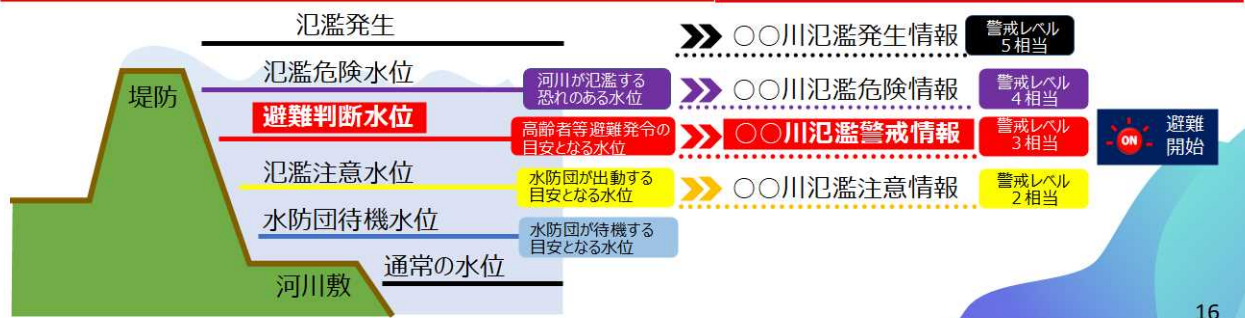 氾濫発生
○○川氾濫発生情報
警戒レベル
5相当
氾濫危険水位
河川が氾濫する
恐れのある水位
○○川氾濫危険情報
警戒レベル
4相当
堤防
避難判断水位
高齢者等避難発令の
目安となる水位
○○川氾濫警戒情報
警戒レベル
3相当
ON
避難
開始
氾濫注意水位
水防団が出動する
目安となる水位
○○川氾濫注意情報
警戒レベル
2相当
水防団待機水位
水防団が待機する
目安となる水位
通常の水位
河川敷
16